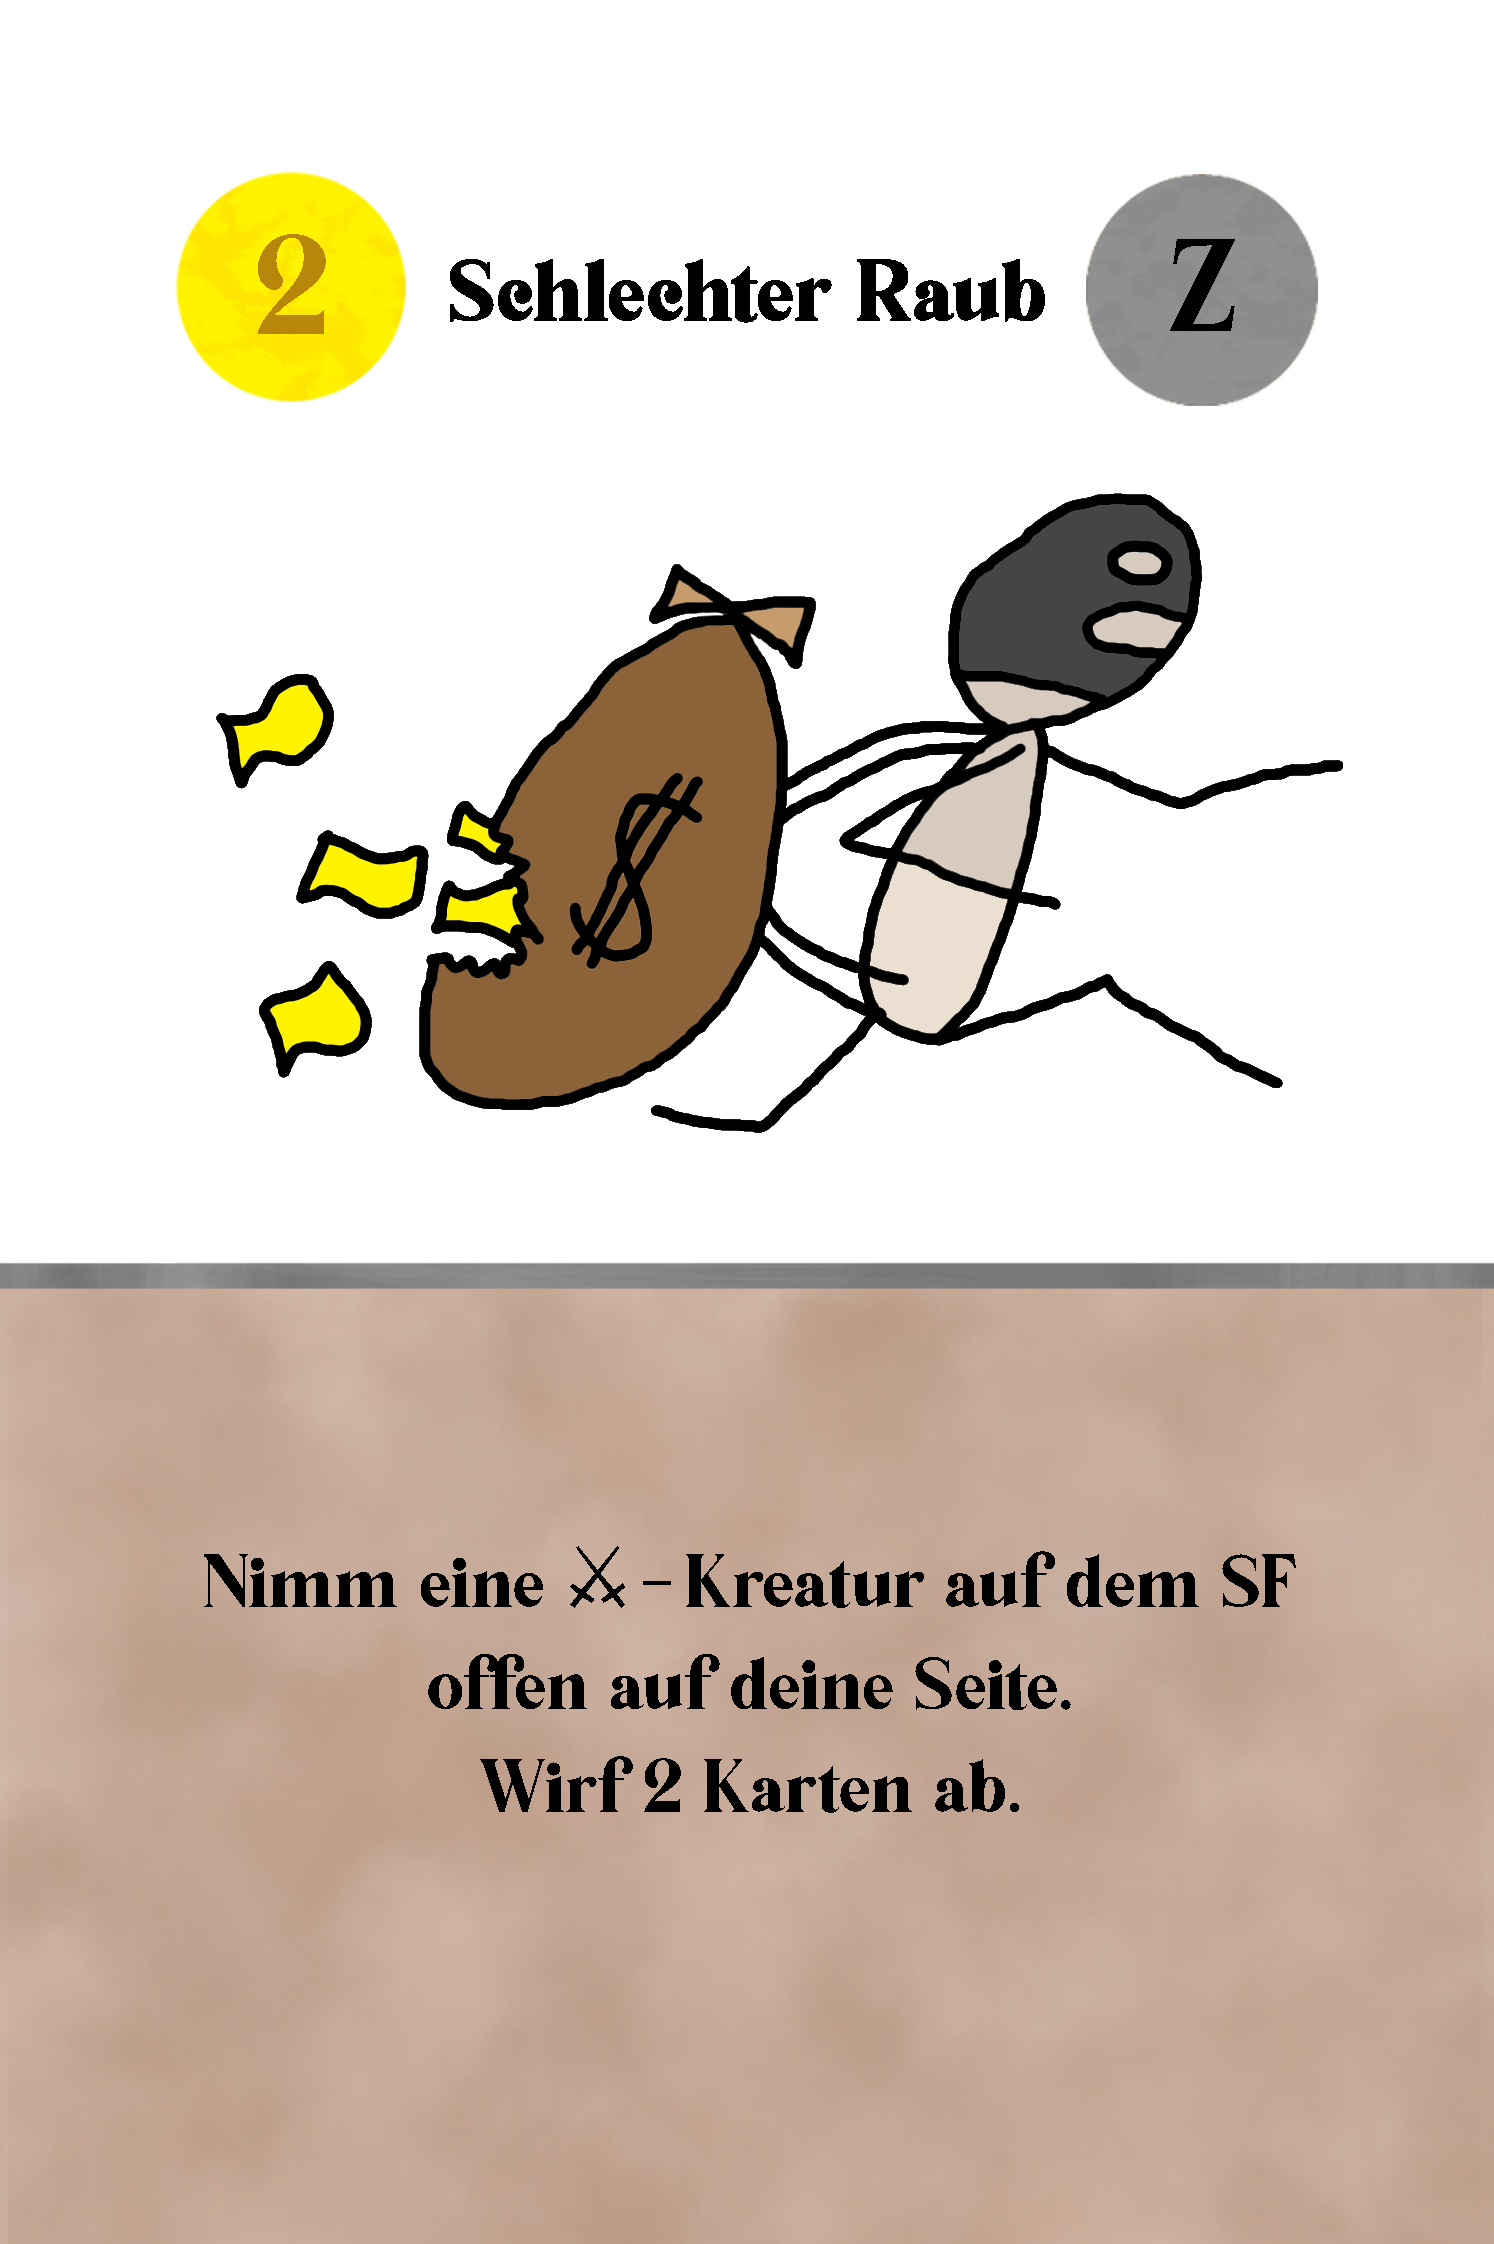 2 Schlechter Raub Z
$
Nimm eine ⚔ - Kreatur auf dem SF
offen auf deine Seite.
Wirf 2 Karten ab.